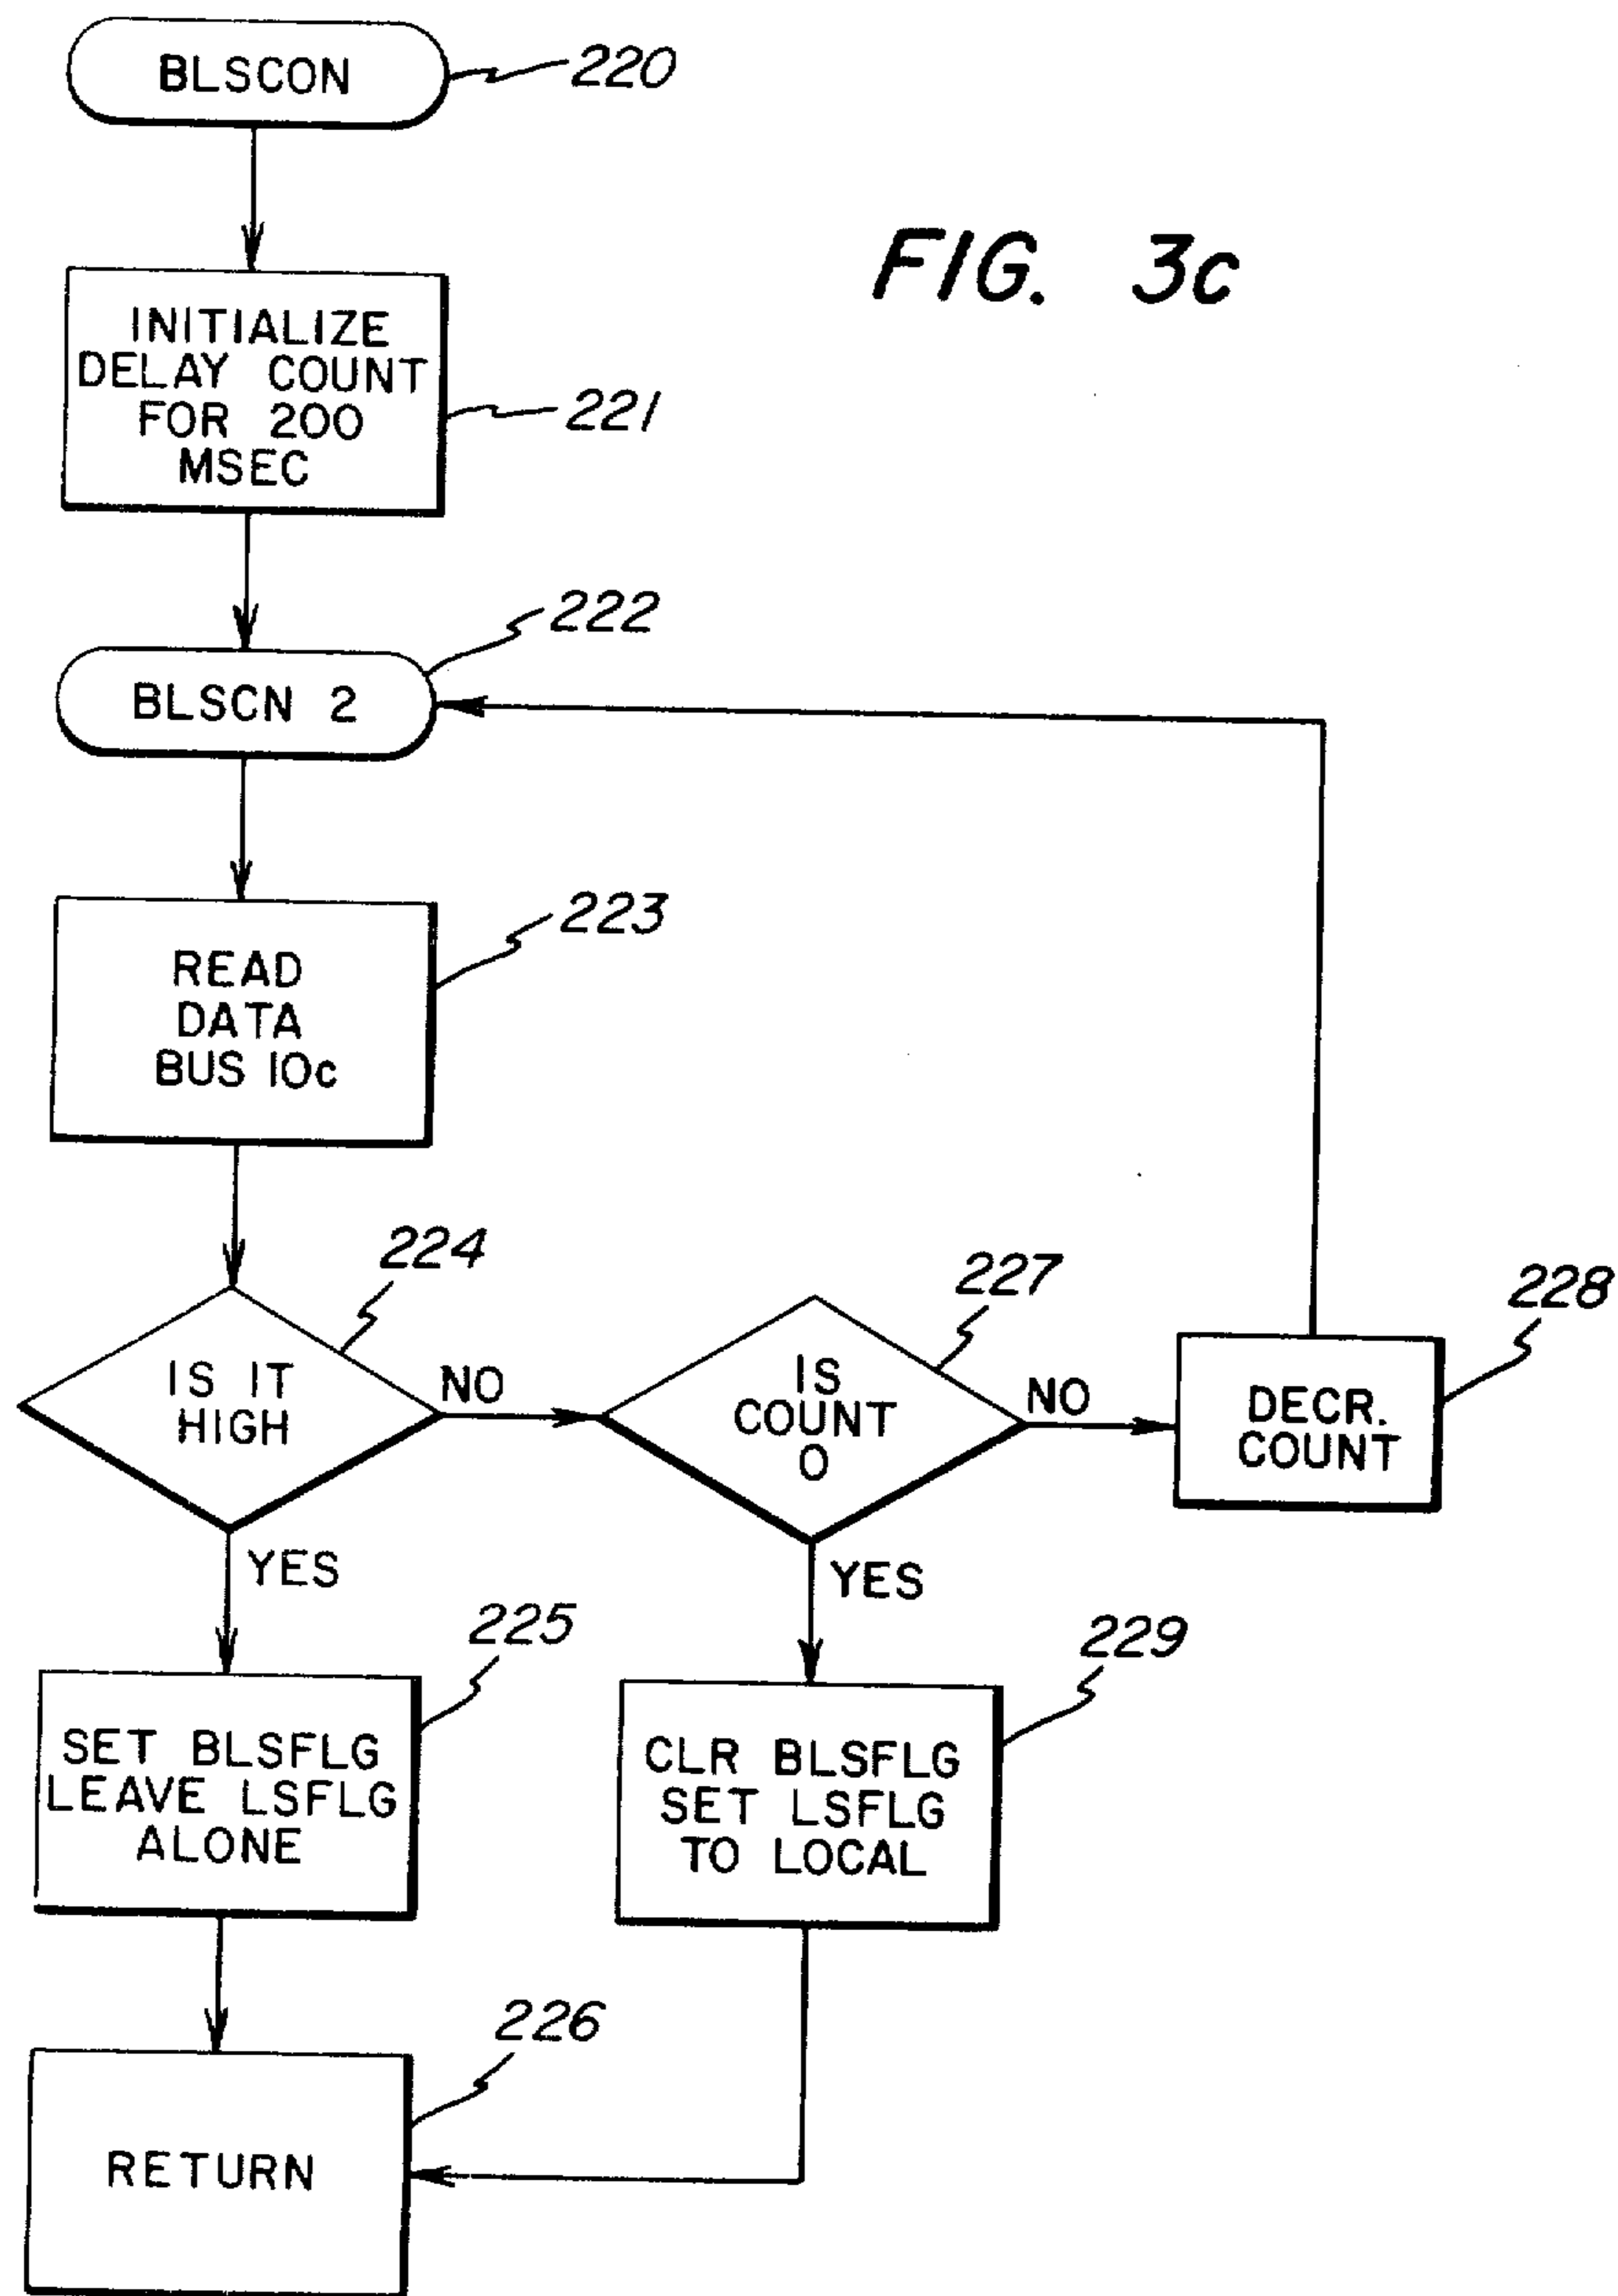 BLSCON
220
FIG. 3c
INITIALIZE
DELAY COUNT
FOR 200
MSEC
221
222
BLSCN 2
223
READ
DATA
BUS 10c
224
227
228
IS IT
HIGH
NO
IS
COUNT
0
NO
DECR.
COUNT
YES
YES
225
229
SET BLSFLG
LEAVE LSFLG
ALONE
CLR BLSFLG
SET LSFLG
TO LOCAL
226
RETURN